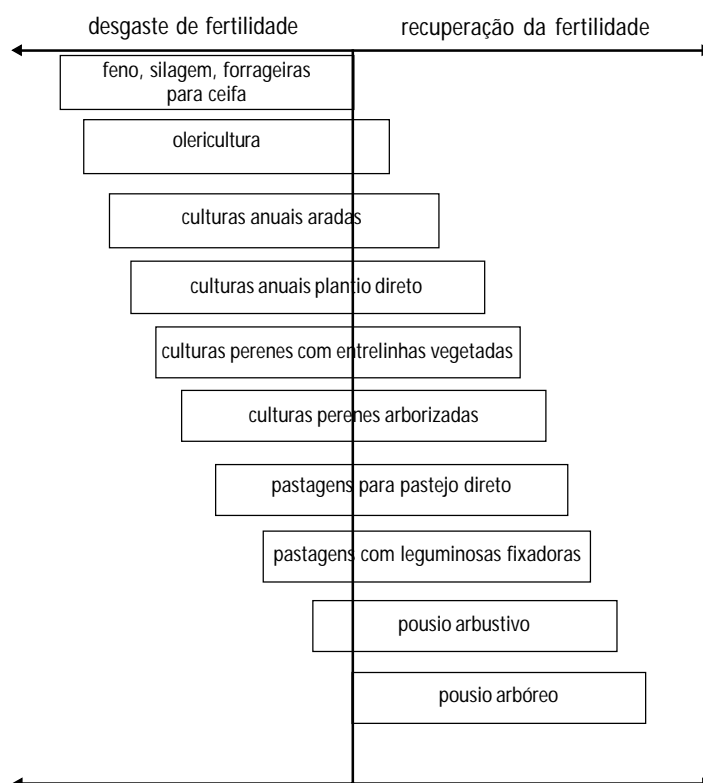 desgaste de fertilidade
recuperação da fertilidade
feno, silagem, forrageiras
para ceifa
olericultura
culturas anuais aradas
culturas anuais plantio direto
culturas perenes com entrelinhas vegetadas
culturas perenes arborizadas
pastagens para pastejo direto
pastagens com leguminosas fixadoras
pousio arbustivo
pousio arbóreo